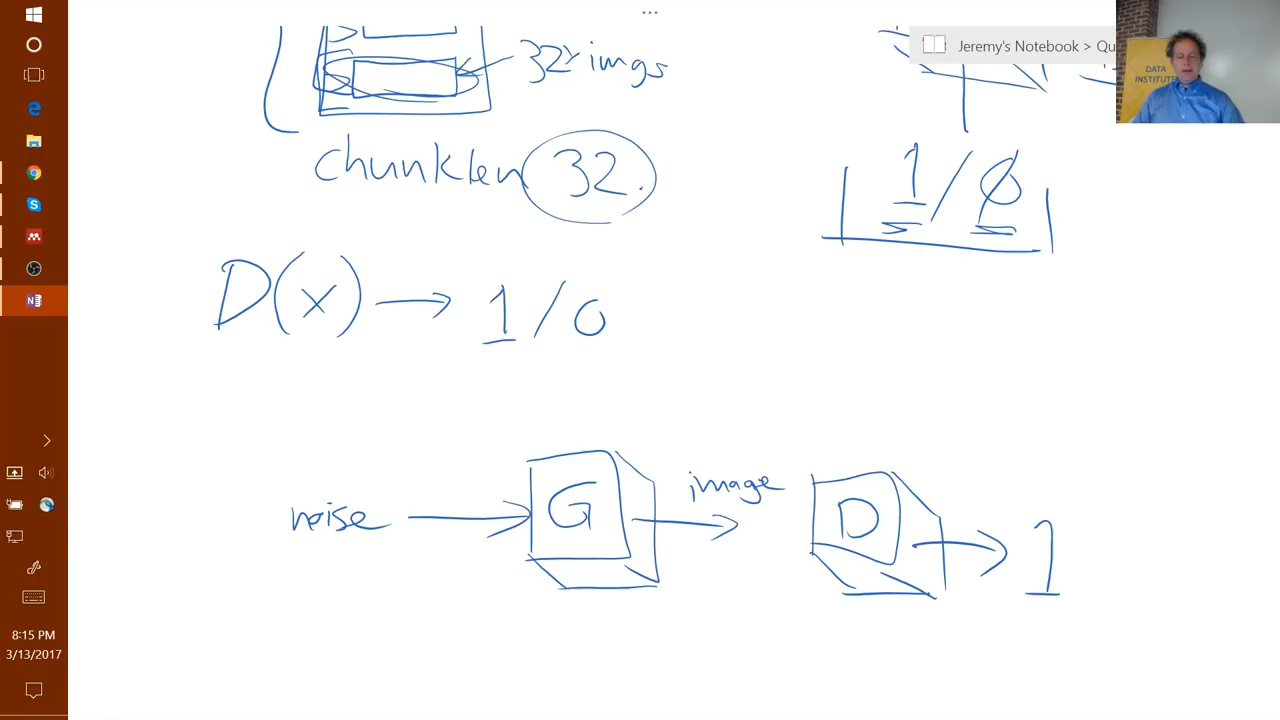 Jeremy's Notebook > Qu
DATA
INSTITUTE
32 imgs
chunklen 32.
1/0
D(x) → 1/0
noise
G
image
D
1
8:15 PM
3/13/2017